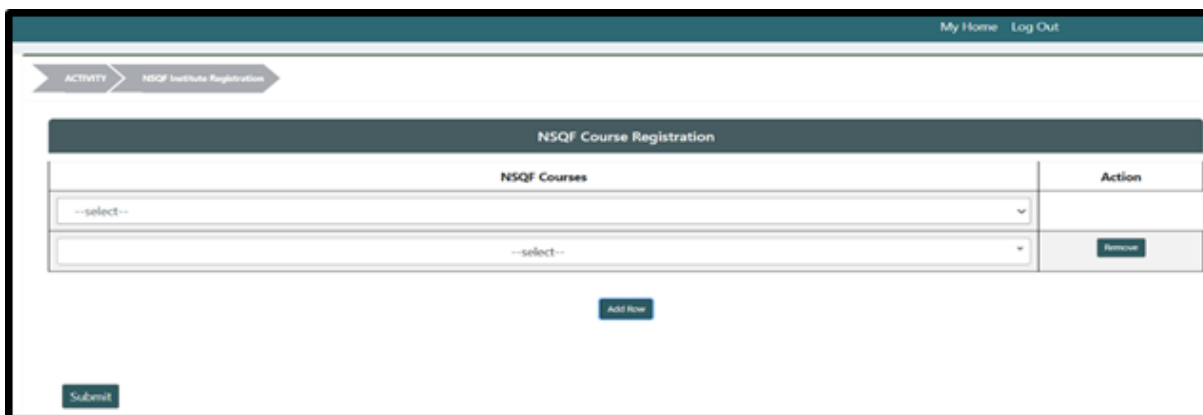 My Home Log Out
ACTIVITY NSQF Institute Registration
NSQF Course Registration
NSQF Courses Action
--select--
--select-- Remove
Add Row
Submit